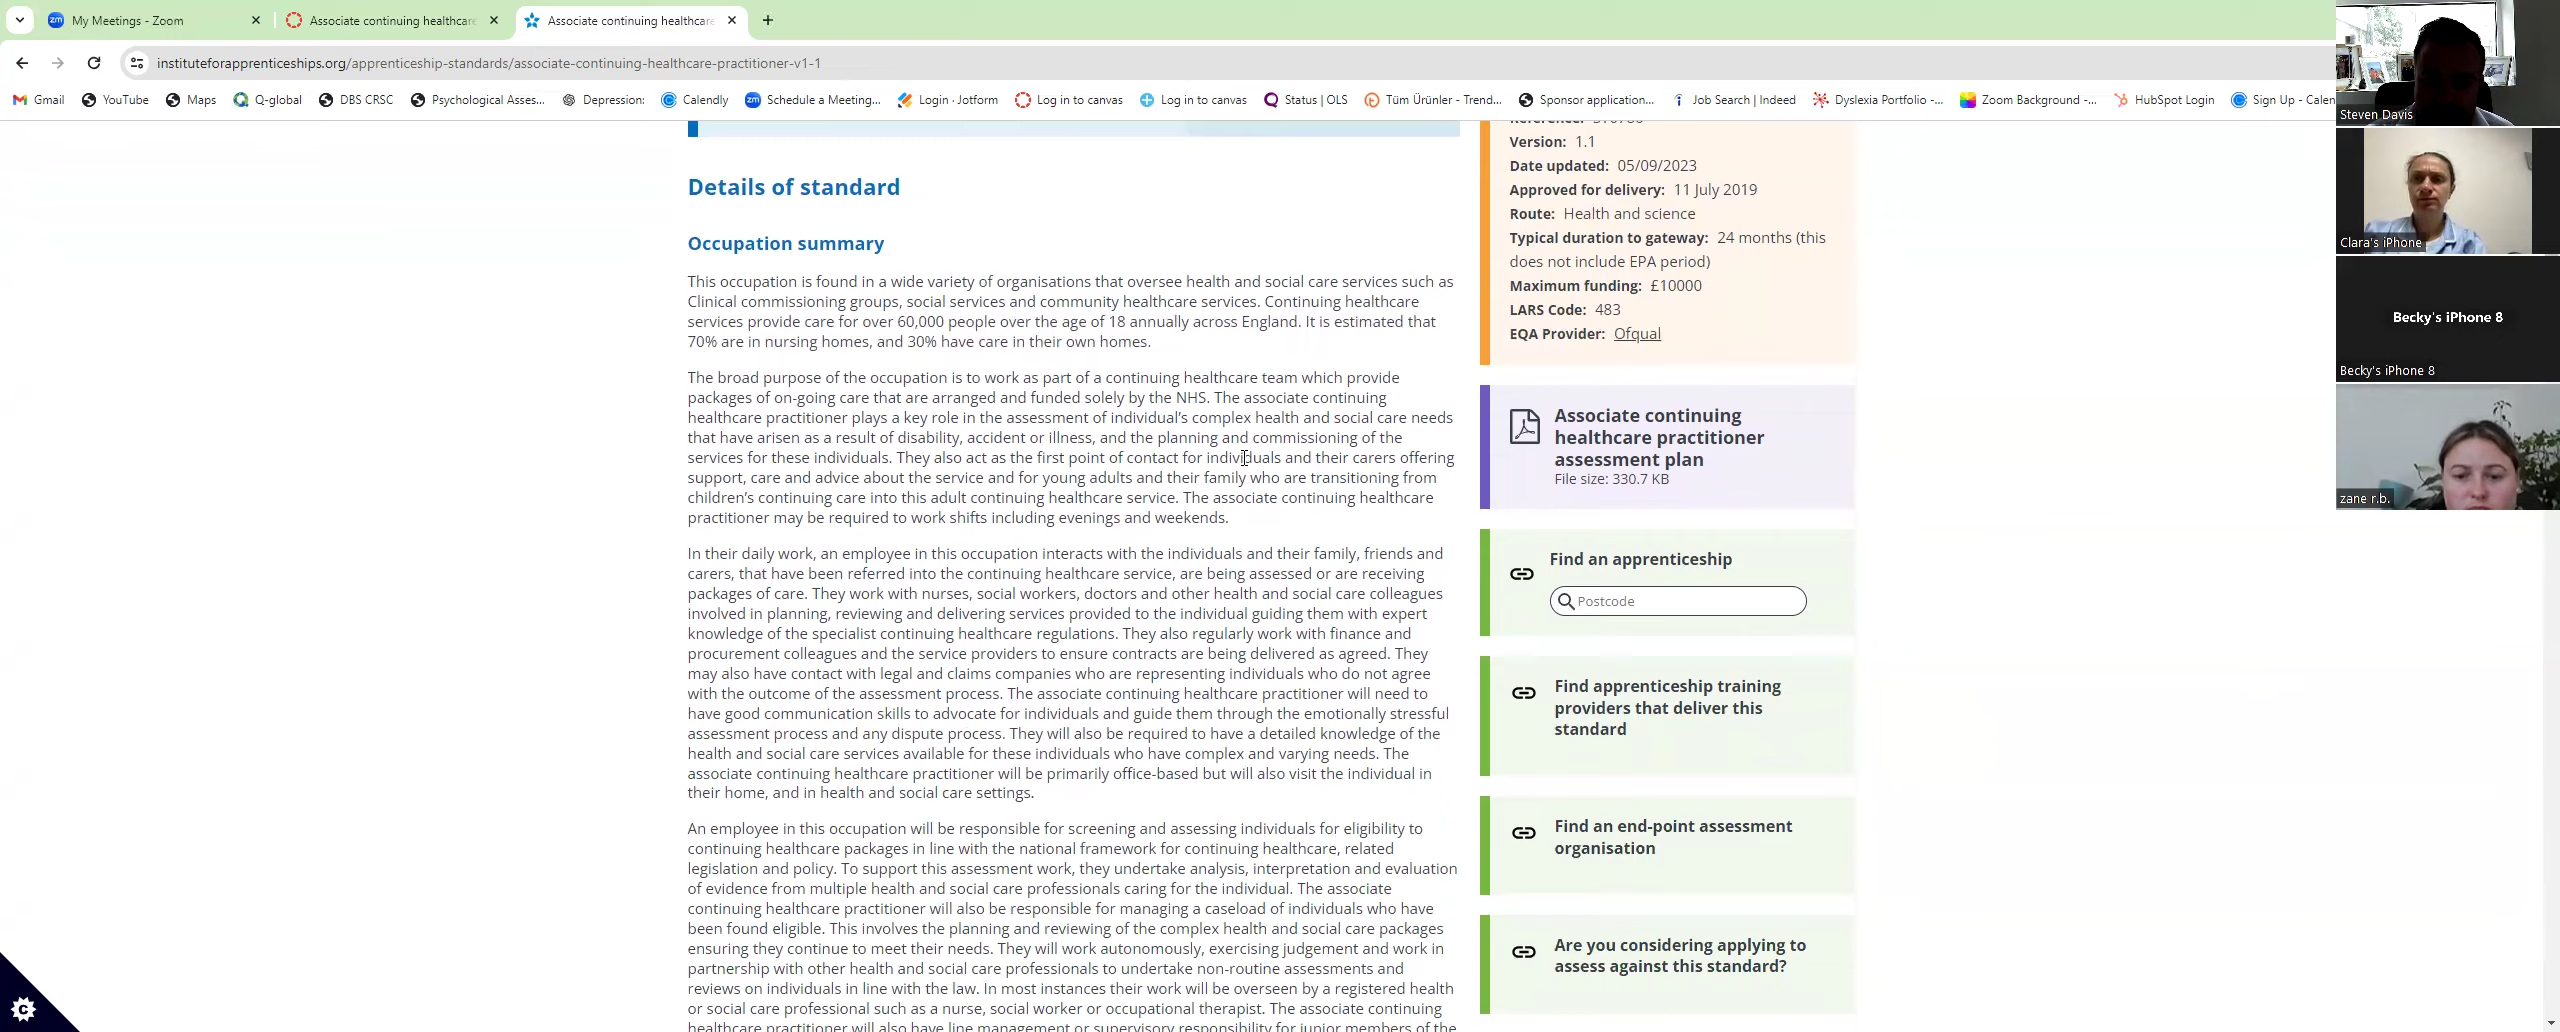 My Meetings - Zoom
Associate continuing healthcare
Associate continuing healthcare
instituteforapprenticeships.org/apprenticeship-standards/associate-continuing-healthcare-practitioner-v1-1
Gmail
YouTube
Maps
Q-global
DBS CRSC
Psychological Asses...
Depression:
Calendly
Schedule a Meeting...
Login · Jotform
Log in to canvas
Log in to canvas
Status | OLS
Tüm Ürünler - Trend...
Sponsor application...
Job Search | Indeed
Dyslexia Portfolio -...
Zoom Background -...
HubSpot Login
Sign Up - Calen
Details of standard
Occupation summary
This occupation is found in a wide variety of organisations that oversee health and social care services such as
Clinical commissioning groups, social services and community healthcare services. Continuing healthcare
services provide care for over 60,000 people over the age of 18 annually across England. It is estimated that
70% are in nursing homes, and 30% have care in their own homes.
The broad purpose of the occupation is to work as part of a continuing healthcare team which provide
packages of on-going care that are arranged and funded solely by the NHS. The associate continuing
healthcare practitioner plays a key role in the assessment of individual's complex health and social care needs
that have arisen as a result of disability, accident or illness, and the planning and commissioning of the
services for these individuals. They also act as the first point of contact for individuals and their carers offering
support, care and advice about the service and for young adults and their family who are transitioning from
children's continuing care into this adult continuing healthcare service. The associate continuing healthcare
practitioner may be required to work shifts including evenings and weekends.
In their daily work, an employee in this occupation interacts with the individuals and their family, friends and
carers, that have been referred into the continuing healthcare service, are being assessed or are receiving
packages of care. They work with nurses, social workers, doctors and other health and social care colleagues
involved in planning, reviewing and delivering services provided to the individual guiding them with expert
knowledge of the specialist continuing healthcare regulations. They also regularly work with finance and
procurement colleagues and the service providers to ensure contracts are being delivered as agreed. They
may also have contact with legal and claims companies who are representing individuals who do not agree
with the outcome of the assessment process. The associate continuing healthcare practitioner will need to
have good communication skills to advocate for individuals and guide them through the emotionally stressful
assessment process and any dispute process. They will also be required to have a detailed knowledge of the
health and social care services available for these individuals who have complex and varying needs. The
associate continuing healthcare practitioner will be primarily office-based but will also visit the individual in
their home, and in health and social care settings.
An employee in this occupation will be responsible for screening and assessing individuals for eligibility to
continuing healthcare packages in line with the national framework for continuing healthcare, related
legislation and policy. To support this assessment work, they undertake analysis, interpretation and evaluation
of evidence from multiple health and social care professionals caring for the individual. The associate
continuing healthcare practitioner will also be responsible for managing a caseload of individuals who have
been found eligible. This involves the planning and reviewing of the complex health and social care packages
ensuring they continue to meet their needs. They will work autonomously, exercising judgement and work in
partnership with other health and social care professionals to undertake non-routine assessments and
reviews on individuals in line with the law. In most instances their work will be overseen by a registered health
or social care professional such as a nurse, social worker or occupational therapist. The associate continuing
healthcare practitioner will also have line management or supervisory responsibility for junior members of the
Version: 1.1
Date updated: 05/09/2023
Approved for delivery: 11 July 2019
Route: Health and science
Typical duration to gateway: 24 months (this
does not include EPA period)
Maximum funding: £10000
LARS Code: 483
EQA Provider: Ofqual
Associate continuing
healthcare practitioner
assessment plan
File size: 330.7 KB
Find an apprenticeship
Postcode
Find apprenticeship training
providers that deliver this
standard
Find an end-point assessment
organisation
Are you considering applying to
assess against this standard?
Steven Davis
Clara's iPhone
Becky's iPhone 8
Becky's iPhone 8
zane r.b.